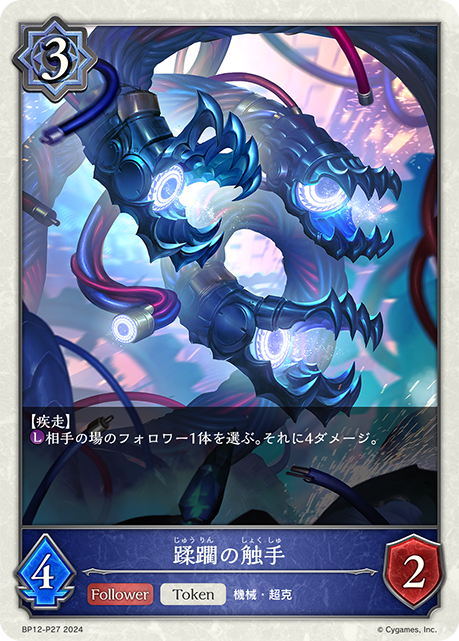 3
【疾走】
L相手の場のフォロワー1体を選ぶ。それに4ダメージ。
じゅうりん しょくしゅ
蹂躙の触手
4
Follower Token 機械・超克
2
BP12-P27 2024 © Cygames, Inc.